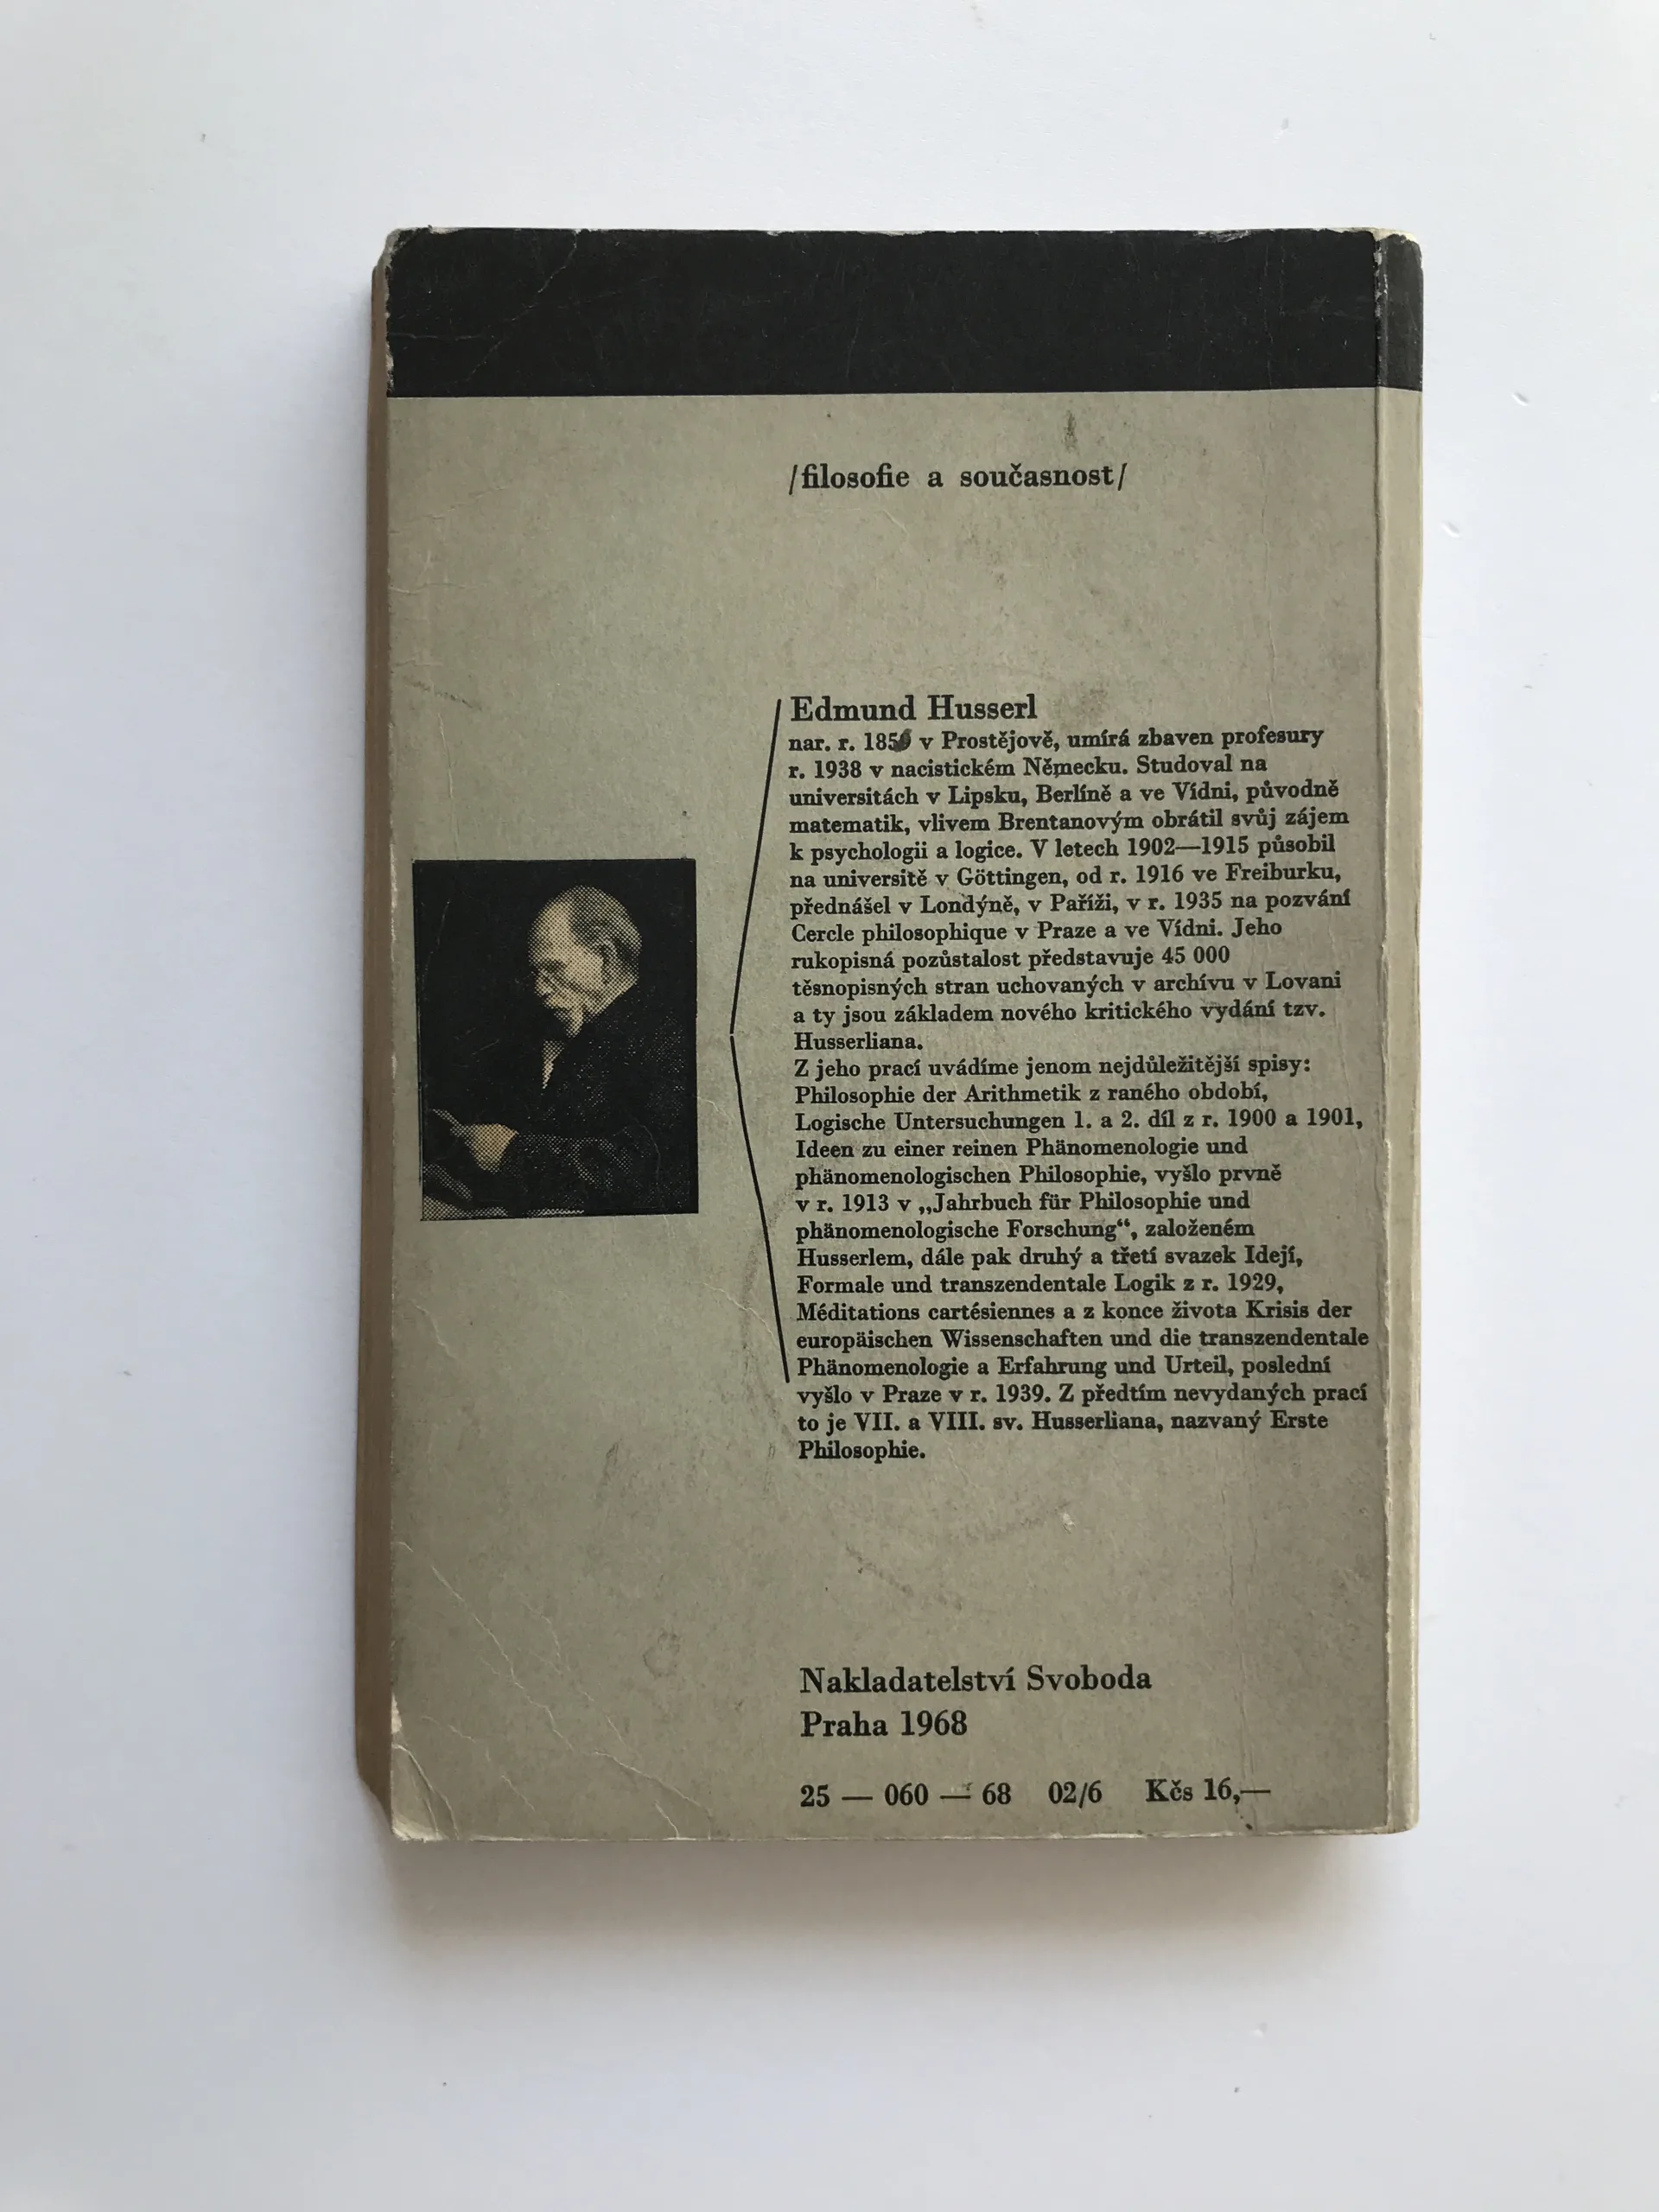 /filosofie a současnost/
Edmund Husserl
nar. r. v Prostějově, umírá zbaven profesury
r. 1938 v nacistickém Německu. Studoval na
universitách v Lipsku, Berlíně a ve Vídni, původně
matematik, vlivem Brentanovým obrátil svůj zájem
k psychologii a logice. V letech 1902—1915 působil
na universitě v Göttingen, od r. 1916 ve Freiburku,
přednášel v Londýně, v Paříži, v r. 1935 na pozvání
Cercle philosophique v Praze a ve Vídni. Jeho
rukopisná pozůstalost představuje 45 000
těsnopisných stran uchovaných v archívu v Lovani
a ty jsou základem nového kritického vydání tzv.
Husserliana.
Z jeho prací uvádíme jenom nejdůležitější spisy:
Philosophie der Arithmetik z raného období,
Logische Untersuchungen 1. a 2. díl z r. 1900 a 1901,
Ideen zu einer reinen Phänomenologie und
phänomenologischen Philosophie, vyšlo prvně
v r. 1913 v „Jahrbuch für Philosophie und
phänomenologische Forschung“, založeném
Husserlem, dále pak druhý a třetí svazek Idejí,
Formale und transzendentale Logik z r. 1929,
Méditations cartésiennes a z konce života Krisis der
europäischen Wissenschaften und die transzendentale
Phänomenologie a Erfahrung und Urteil, poslední
vyšlo v Praze v r. 1939. Z předtím nevydaných prací
to je VII. a VIII. sv. Husserliana, nazvaný Erste
Philosophie.
Nakladatelství Svoboda
Praha 1968
25 — 060 — 68 02/6 Kčs 16,—